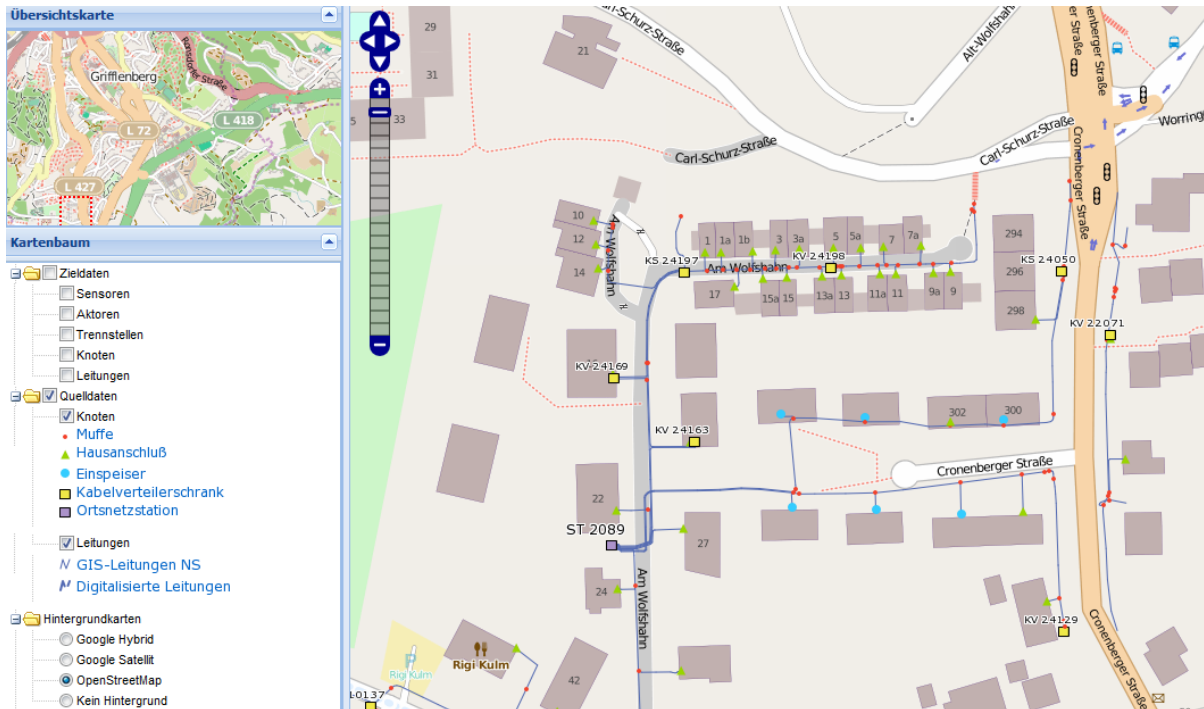 Übersichtskarte
Grifflenberg
Ransdorfer Straße
L 72
L 418
L 427
Kartenbaum
Zieldaten
Sensoren
Aktoren
Trennstellen
Knoten
Leitungen
Quelldaten
Knoten
Muffe
Hausanschluß
Einspeiser
Kabelverteilerschrank
Ortsnetzstation
Leitungen
GIS-Leitungen NS
Digitalisierte Leitungen
Hintergrundkarten
Google Hybrid
Google Satellit
OpenStreetMap
Kein Hintergrund
29
31
33
5
21
Carl-Schurz-Straße
Alt-Wolfshahn
Cronenberger Straße
Cronenberger Straße
Carl-Schurz-Straße
Carl-Schurz-Straße
Worring
Cronenberger Straße
10
12
14
Am Wolfshahn
1
1a
1b
3
3a
5
5a
7
7a
294
296
298
KS 24197
Am Wolfshahn
KV 24198
KS 24050
17
15a
15
13a
13
11a
11
9a
9
KV 22071
KV 24169
KV 24163
302
300
Cronenberger Straße
22
ST 2089
27
24
Am Wolfshahn
KV 24129
Rigi Kulm
P
Rigi Kulm
42
Cronenberger Straße
10137